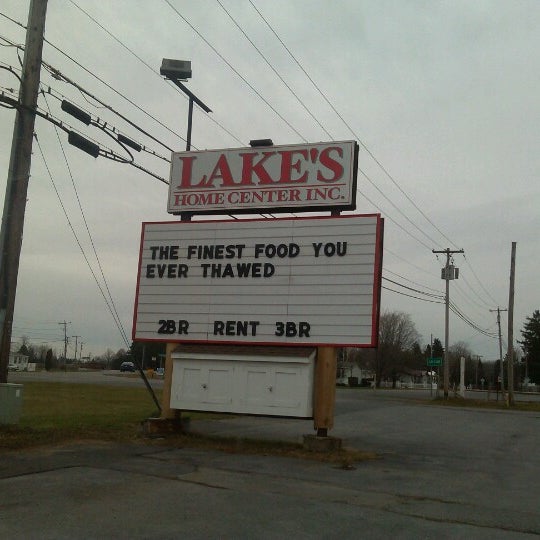 LAKE'S
HOME CENTER INC.
THE FINEST FOOD YOU
EVER THAWED
2BR RENT 3BR